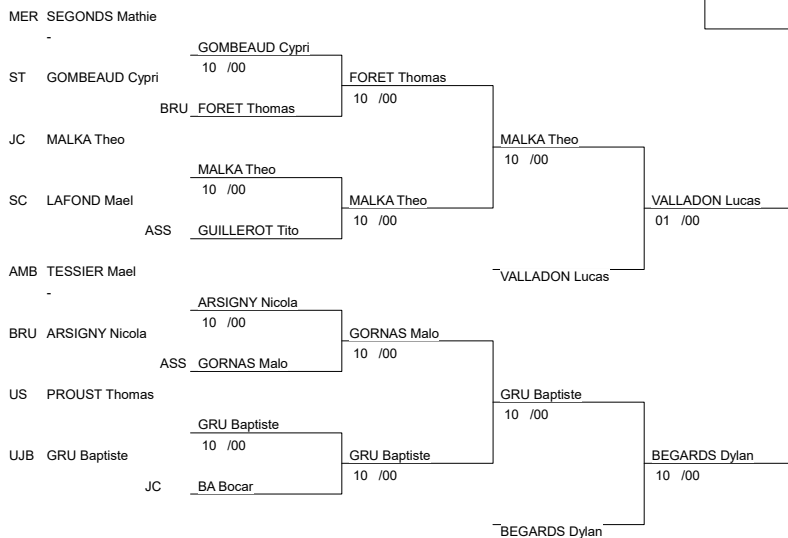 MER SEGONDS Mathie
-
GOMBEAUD Cypri
10 /00
ST GOMBEAUD Cypri
FORET Thomas
10 /00
BRU FORET Thomas
JC MALKA Theo
MALKA Theo
10 /00
MALKA Theo
10 /00
SC LAFOND Mael
MALKA Theo
10 /00
VALLADON Lucas
01 /00
ASS GUILLEROT Tito
AMB TESSIER Mael
-
VALLADON Lucas
ARSIGNY Nicola
10 /00
BRU ARSIGNY Nicola
GORNAS Malo
10 /00
ASS GORNAS Malo
US PROUST Thomas
GRU Baptiste
10 /00
GRU Baptiste
10 /00
UJB GRU Baptiste
GRU Baptiste
10 /00
BEGARDS Dylan
10 /00
JC BA Bocar
BEGARDS Dylan